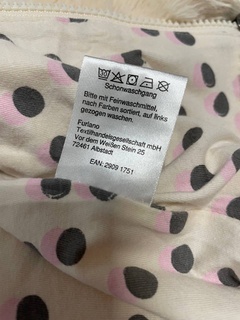 Schonwaschgang
Bitte mit Feinwaschmittel,
nach Farben sortiert, auf links
gezogen waschen.
Furlano
Textilhandelsgesellschaft mbH
Vor dem Weißen Stein 25
72461 Albstadt
EAN: 2909 1751